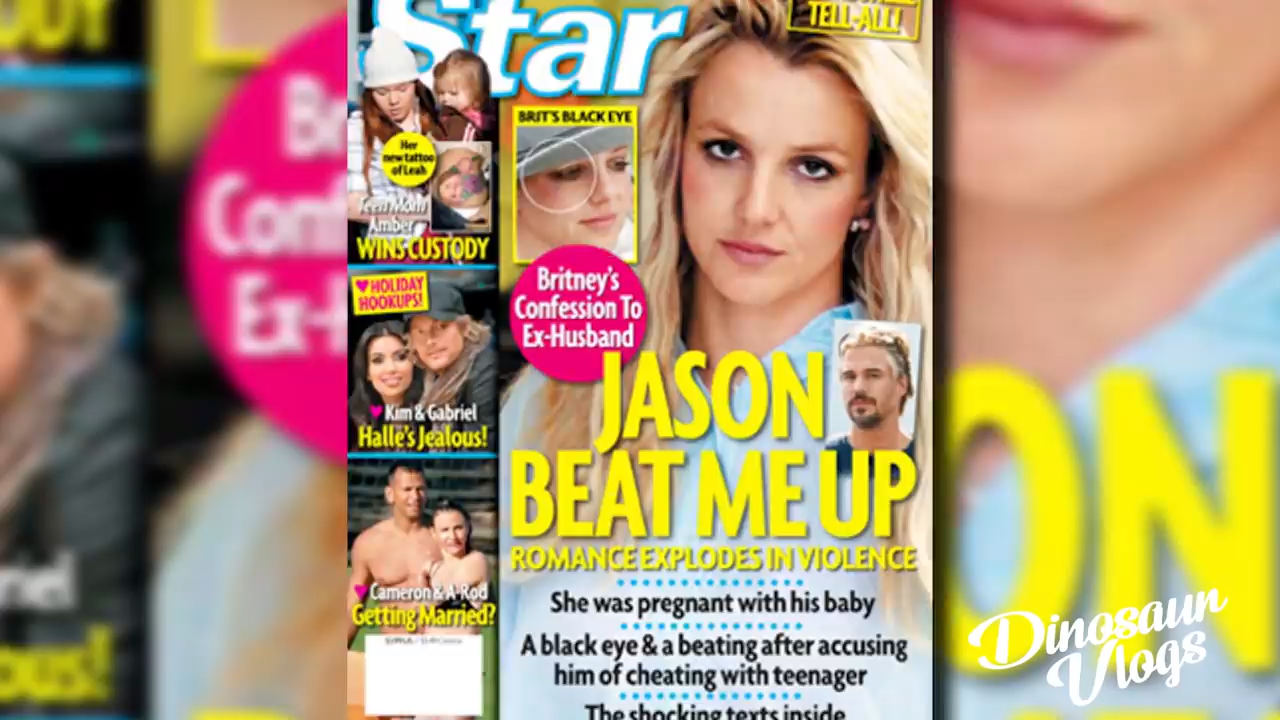 Star
TELL-ALL!
BRIT'S BLACK EYE
Her
new tattoo
of Leah
Teen Mom
Amber
WINS CUSTODY
HOLIDAY
HOOKUPS!
Kim & Gabriel
Halle's Jealous!
Cameron & A-Rod
Getting Married?
Britney's
Confession To
Ex-Husband
JASON
BEAT ME UP
ROMANCE EXPLODES IN VIOLENCE
She was pregnant with his baby
A black eye & a beating after accusing
him of cheating with teenager
The shocking texts inside
Dinosaur
Vlogs